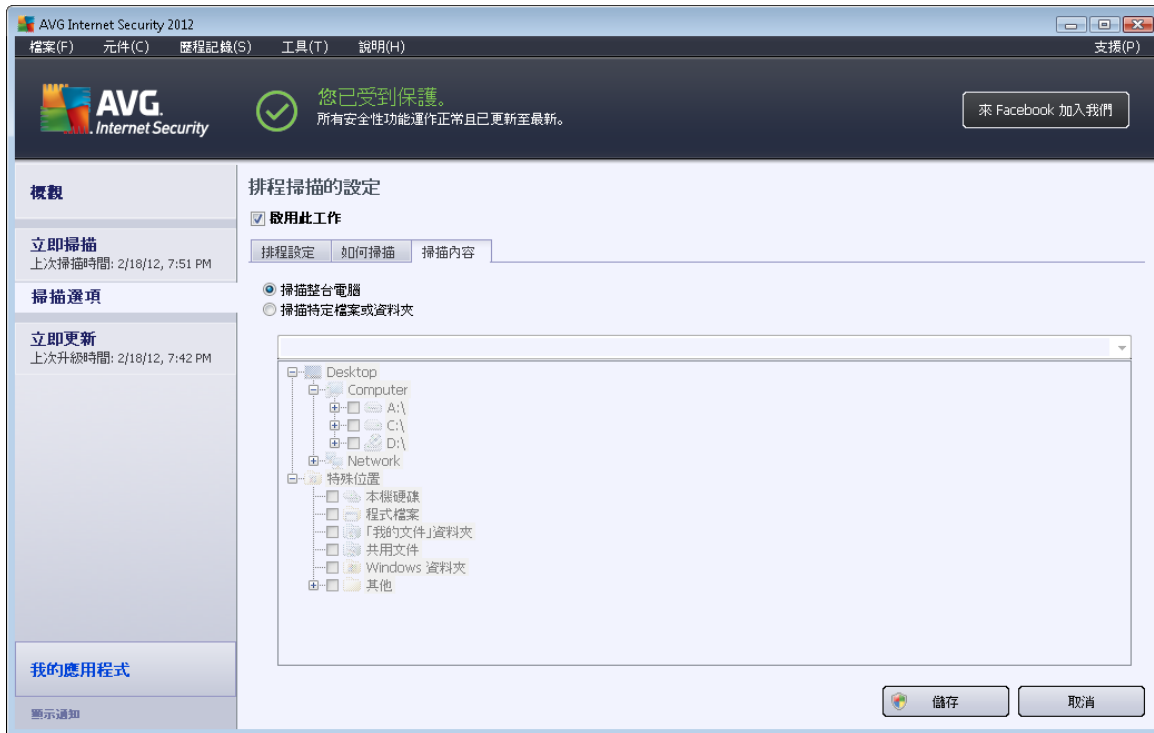 AVG Internet Security 2012
檔案(F) 元件(C) 歷程記錄(S) 工具(T) 說明(H) 支援(P)
AVG.
Internet Security
您已受到保護。
所有安全性功能運作正常且已更新至最新。
來 Facebook 加入我們
概觀
立即掃描
上次掃描時間: 2/18/12, 7:51 PM
掃描選項
立即更新
上次升級時間: 2/18/12, 7:42 PM
我的應用程式
顯示通知
排程掃描的設定
啟用此工作
排程設定 如何掃描 掃描內容
掃描整台電腦
掃描特定檔案或資料夾
Desktop
Computer
A:\
C:\
D:\
Network
特殊位置
本機硬碟
程式檔案
「我的文件」資料夾
共用文件
Windows 資料夾
其他
儲存 取消